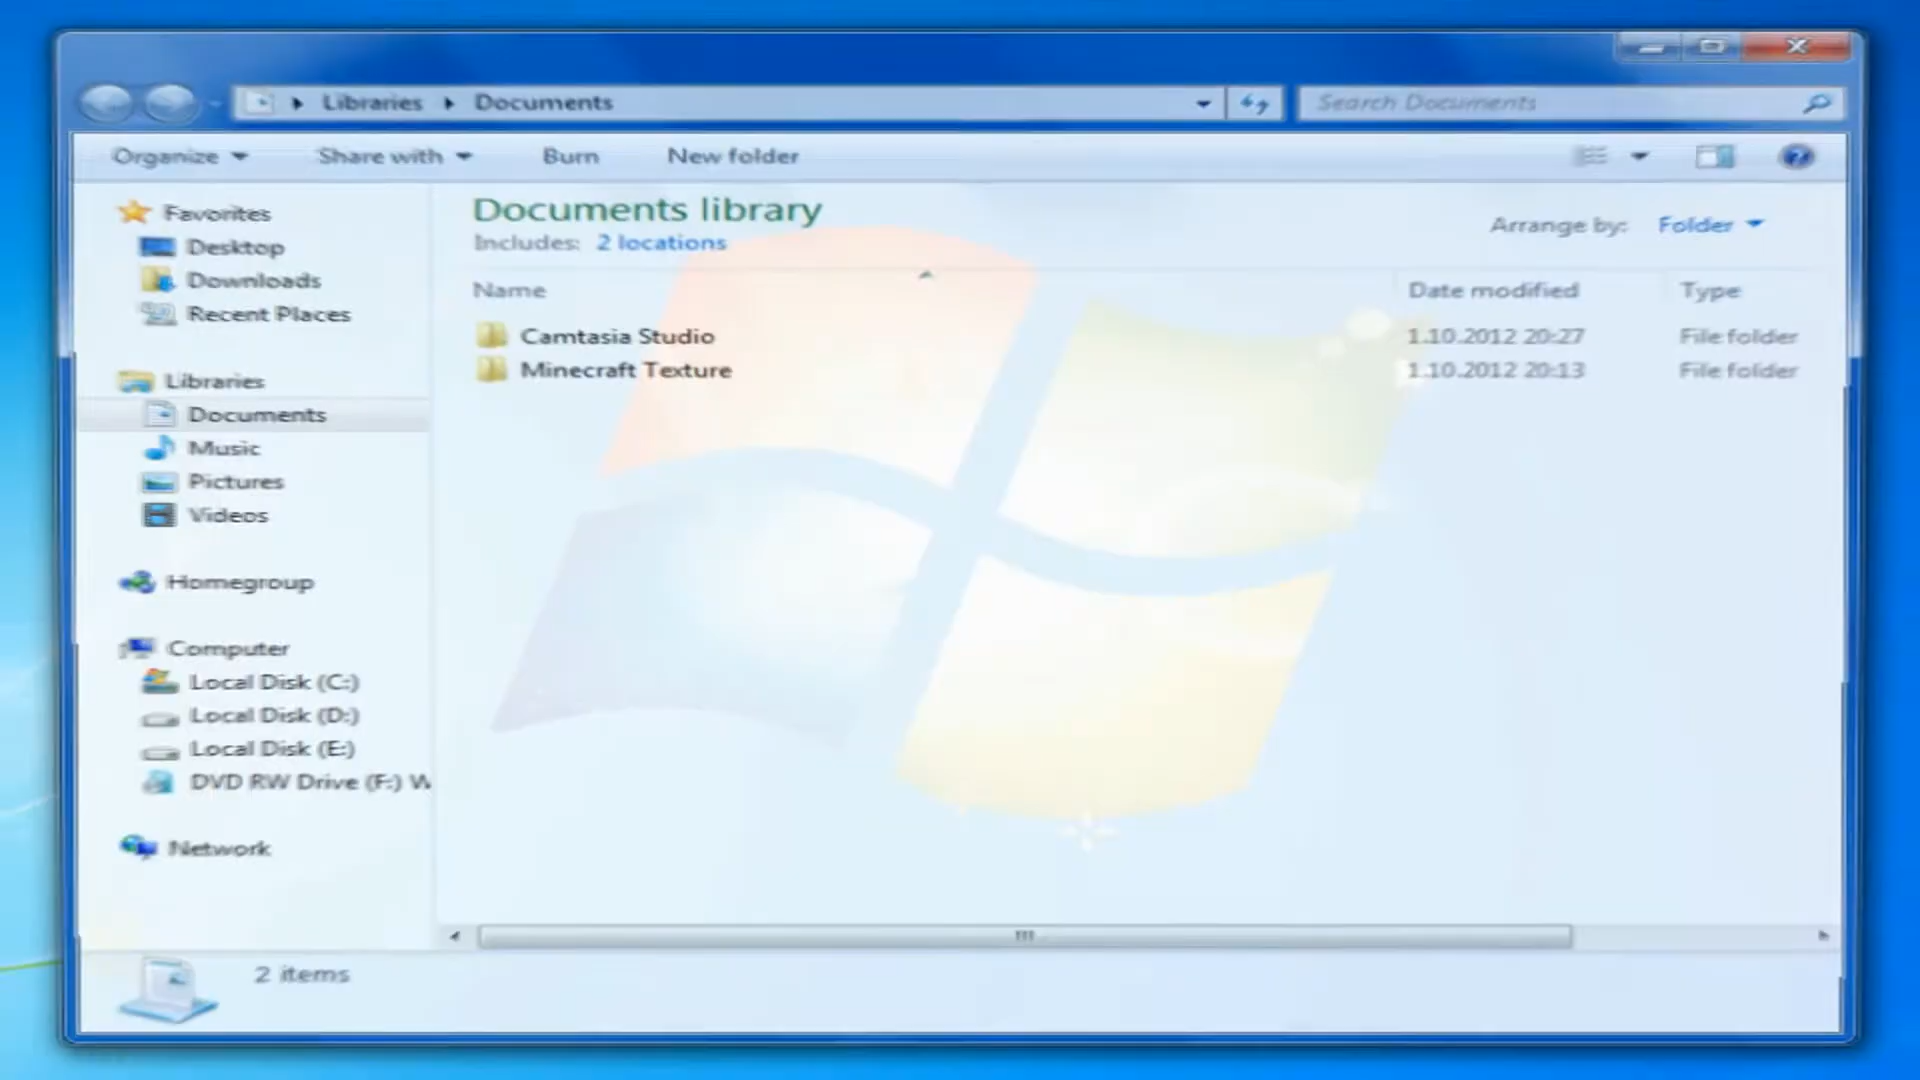 Libraries Documents
Search Documents
Organize Share with Burn New folder
Documents library
Includes: 2 locations
Arrange by: Folder
Name Date modified Type
Camtasia Studio 1.10.2012 20:27 File folder
Minecraft Texture 1.10.2012 20:13 File folder
Favorites
Desktop
Downloads
Recent Places
Libraries
Documents
Music
Pictures
Videos
Homegroup
Computer
Local Disk (C:)
Local Disk (D:)
Local Disk (E:)
DVD RW Drive (F:) W
Network
2 items